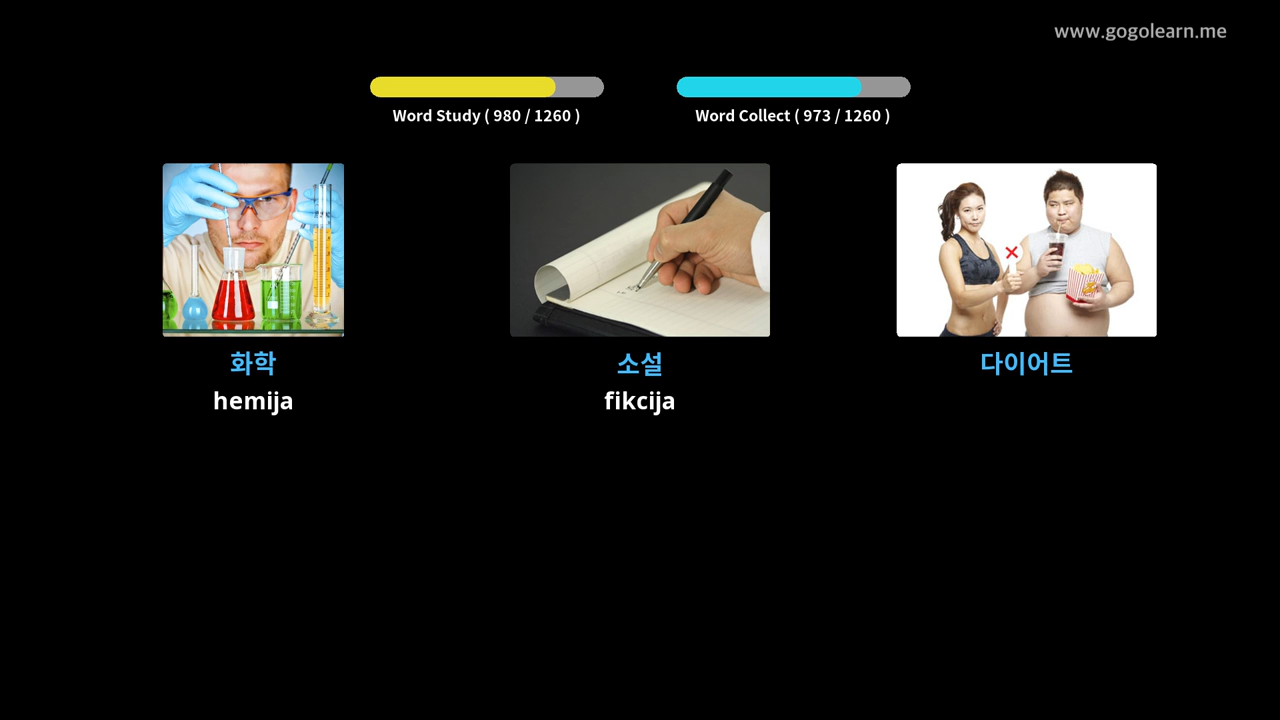 www.gogolearn.me
Word Study ( 980 / 1260 )
Word Collect ( 973 / 1260 )
화학
소설
다이어트
hemija
fikcija